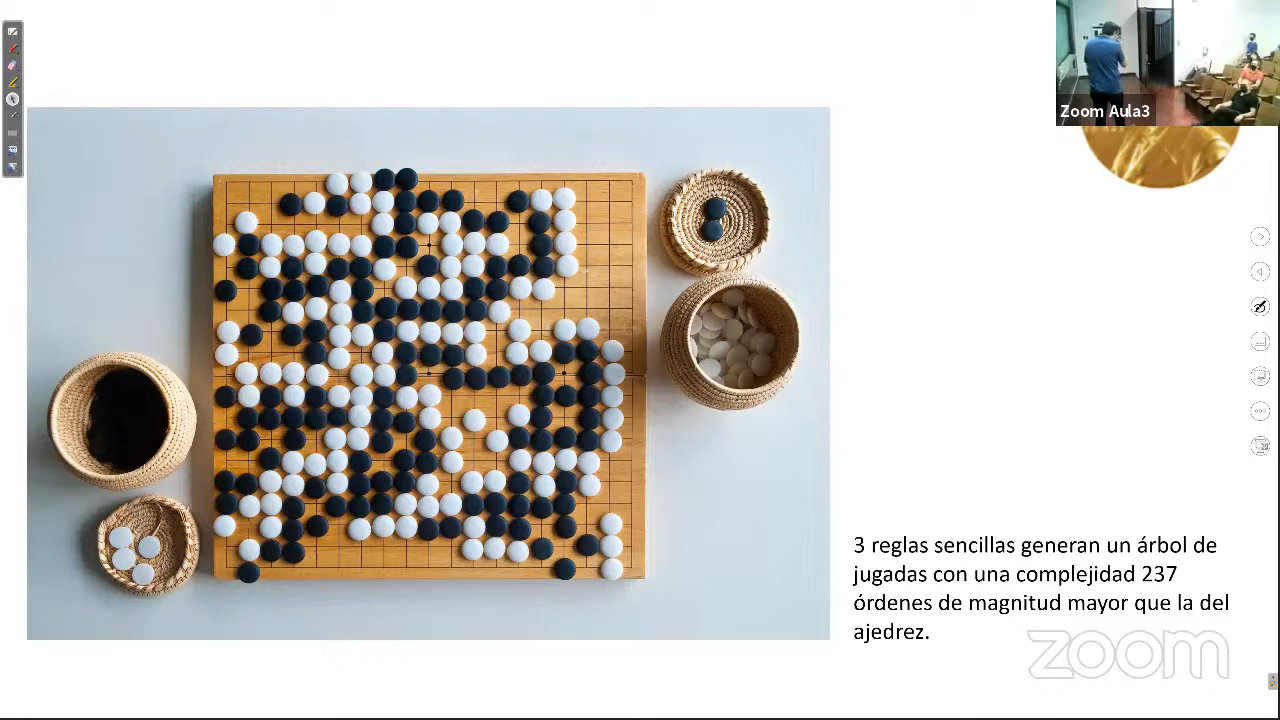 Zoom Aula3
3 reglas sencillas generan un árbol de
jugadas con una complejidad 237
órdenes de magnitud mayor que la del
ajedrez.
zoom